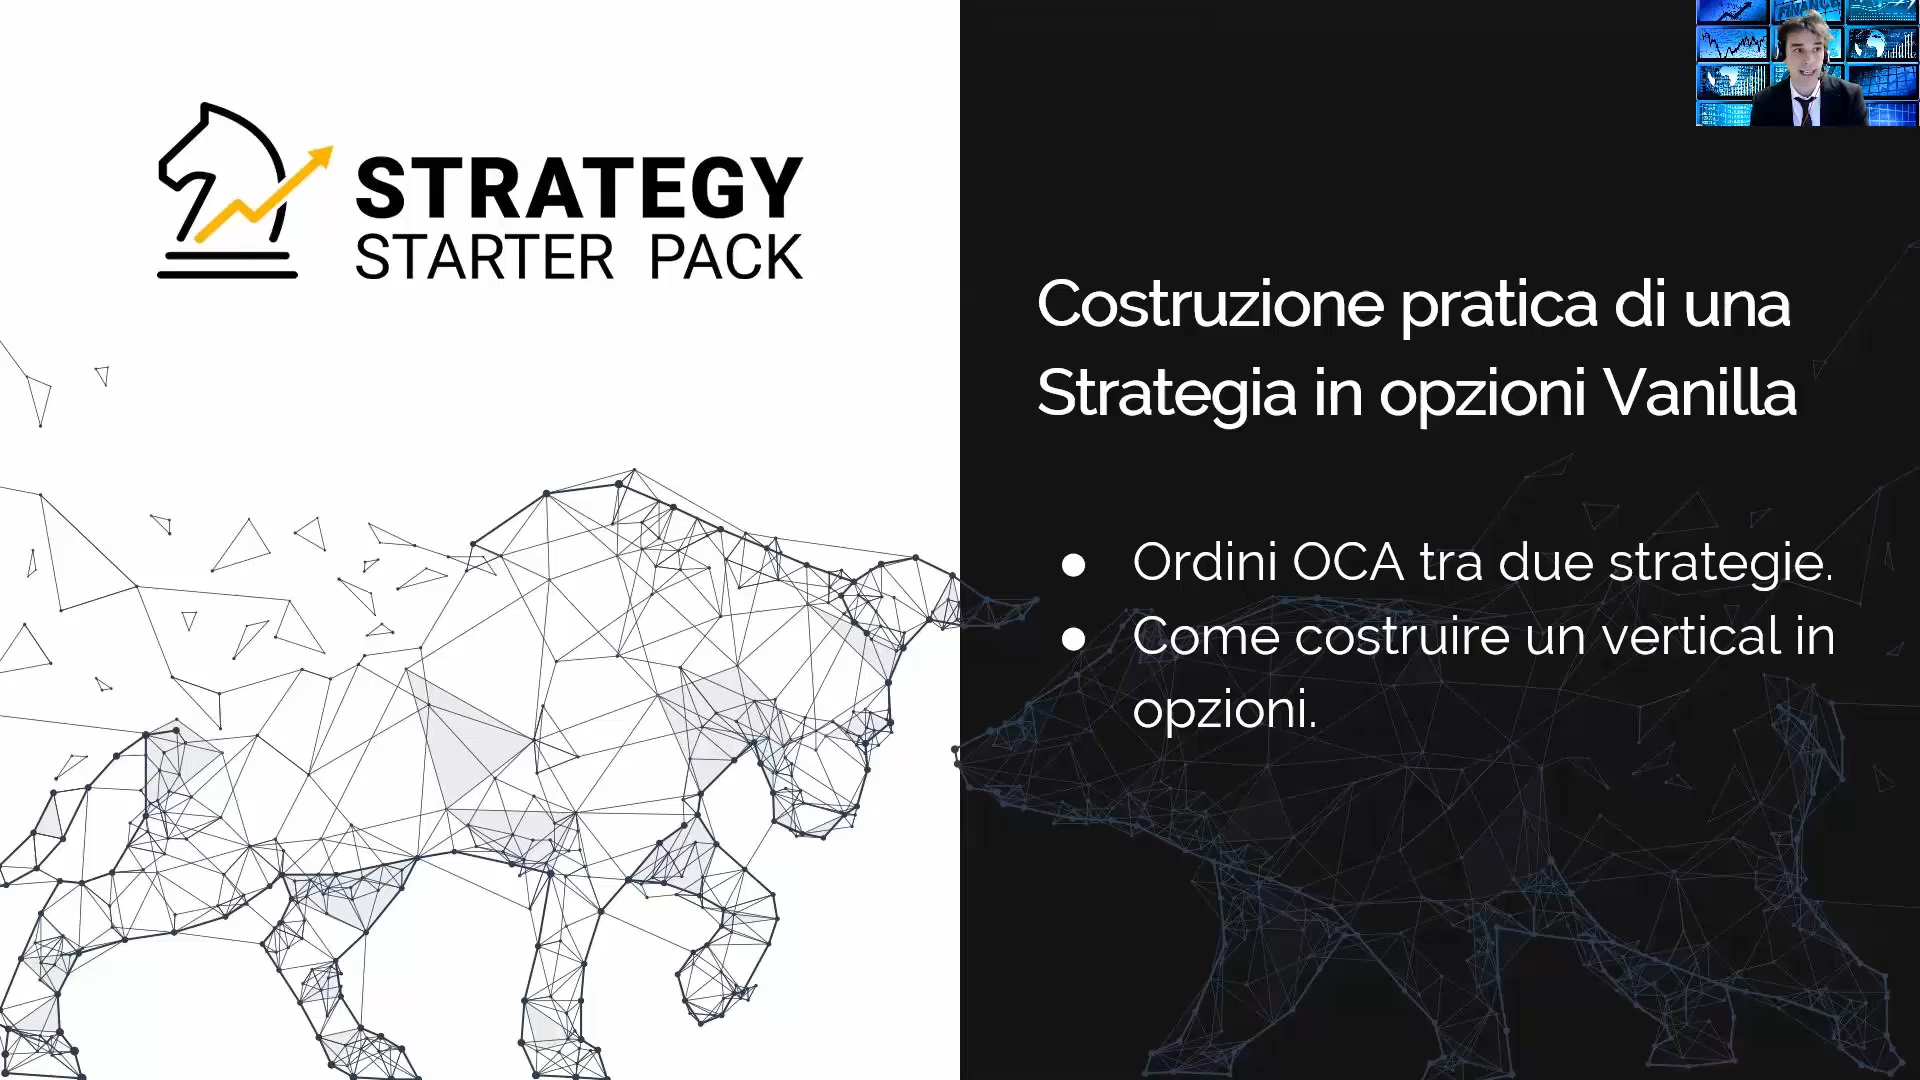 STRATEGY
STARTER PACK
Costruzione pratica di una
Strategia in opzioni Vanilla
● Ordini OCA tra due strategie.
● Come costruire un vertical in
opzioni.
FINANCE